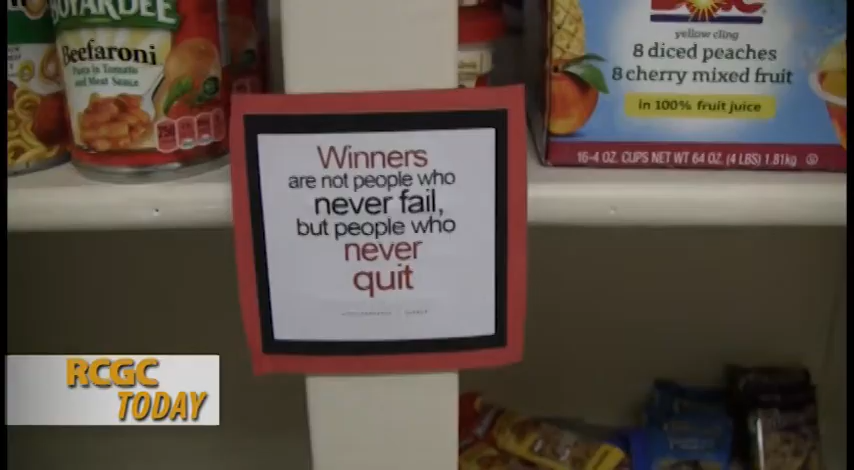 BOYARDEE
Beefaroni
Pasta in Tomato
and Meat Sauce
yellow cling
8 diced peaches
8 cherry mixed fruit
in 100% fruit juice
16-4 OZ. CUPS NET WT 64 OZ. (4 LBS) 1.81kg
Winners
are not people who
never fail,
but people who
never
quit
RCGC
TODAY